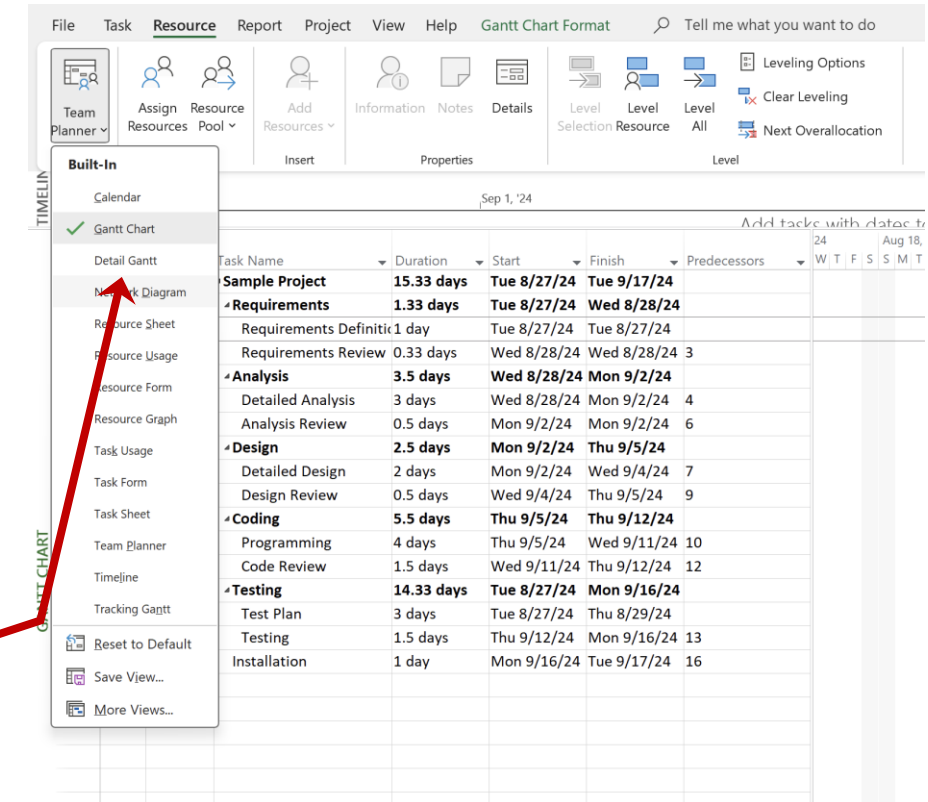 File Task Resource Report Project View Help Gantt Chart Format Tell me what you want to do
Team Planner
Assign Resources
Resource Pool
Add Resources
Information
Notes
Details
Level Selection
Level Resource
Level All
Leveling Options
Clear Leveling
Next Overallocation
Insert
Properties
Level
Built-In
Calendar
Gantt Chart
Detail Gantt
Network Diagram
Resource Sheet
Resource Usage
Resource Form
Resource Graph
Task Usage
Task Form
Task Sheet
Team Planner
Timeline
Tracking Gantt
Reset to Default
Save View...
More Views...
TIMELIN
GANTT CHART
Sep 1, '24
Add tasks with dates to
24 Aug 18,
W T F S S M T
Task Name Duration Start Finish Predecessors
Sample Project 15.33 days Tue 8/27/24 Tue 9/17/24
Requirements 1.33 days Tue 8/27/24 Wed 8/28/24
Requirements Definitic 1 day Tue 8/27/24 Tue 8/27/24
Requirements Review 0.33 days Wed 8/28/24 Wed 8/28/24 3
Analysis 3.5 days Wed 8/28/24 Mon 9/2/24
Detailed Analysis 3 days Wed 8/28/24 Mon 9/2/24 4
Analysis Review 0.5 days Mon 9/2/24 Mon 9/2/24 6
Design 2.5 days Mon 9/2/24 Thu 9/5/24
Detailed Design 2 days Mon 9/2/24 Wed 9/4/24 7
Design Review 0.5 days Wed 9/4/24 Thu 9/5/24 9
Coding 5.5 days Thu 9/5/24 Thu 9/12/24
Programming 4 days Thu 9/5/24 Wed 9/11/24 10
Code Review 1.5 days Wed 9/11/24 Thu 9/12/24 12
Testing 14.33 days Tue 8/27/24 Mon 9/16/24
Test Plan 3 days Tue 8/27/24 Thu 8/29/24
Testing 1.5 days Thu 9/12/24 Mon 9/16/24 13
Installation 1 day Mon 9/16/24 Tue 9/17/24 16